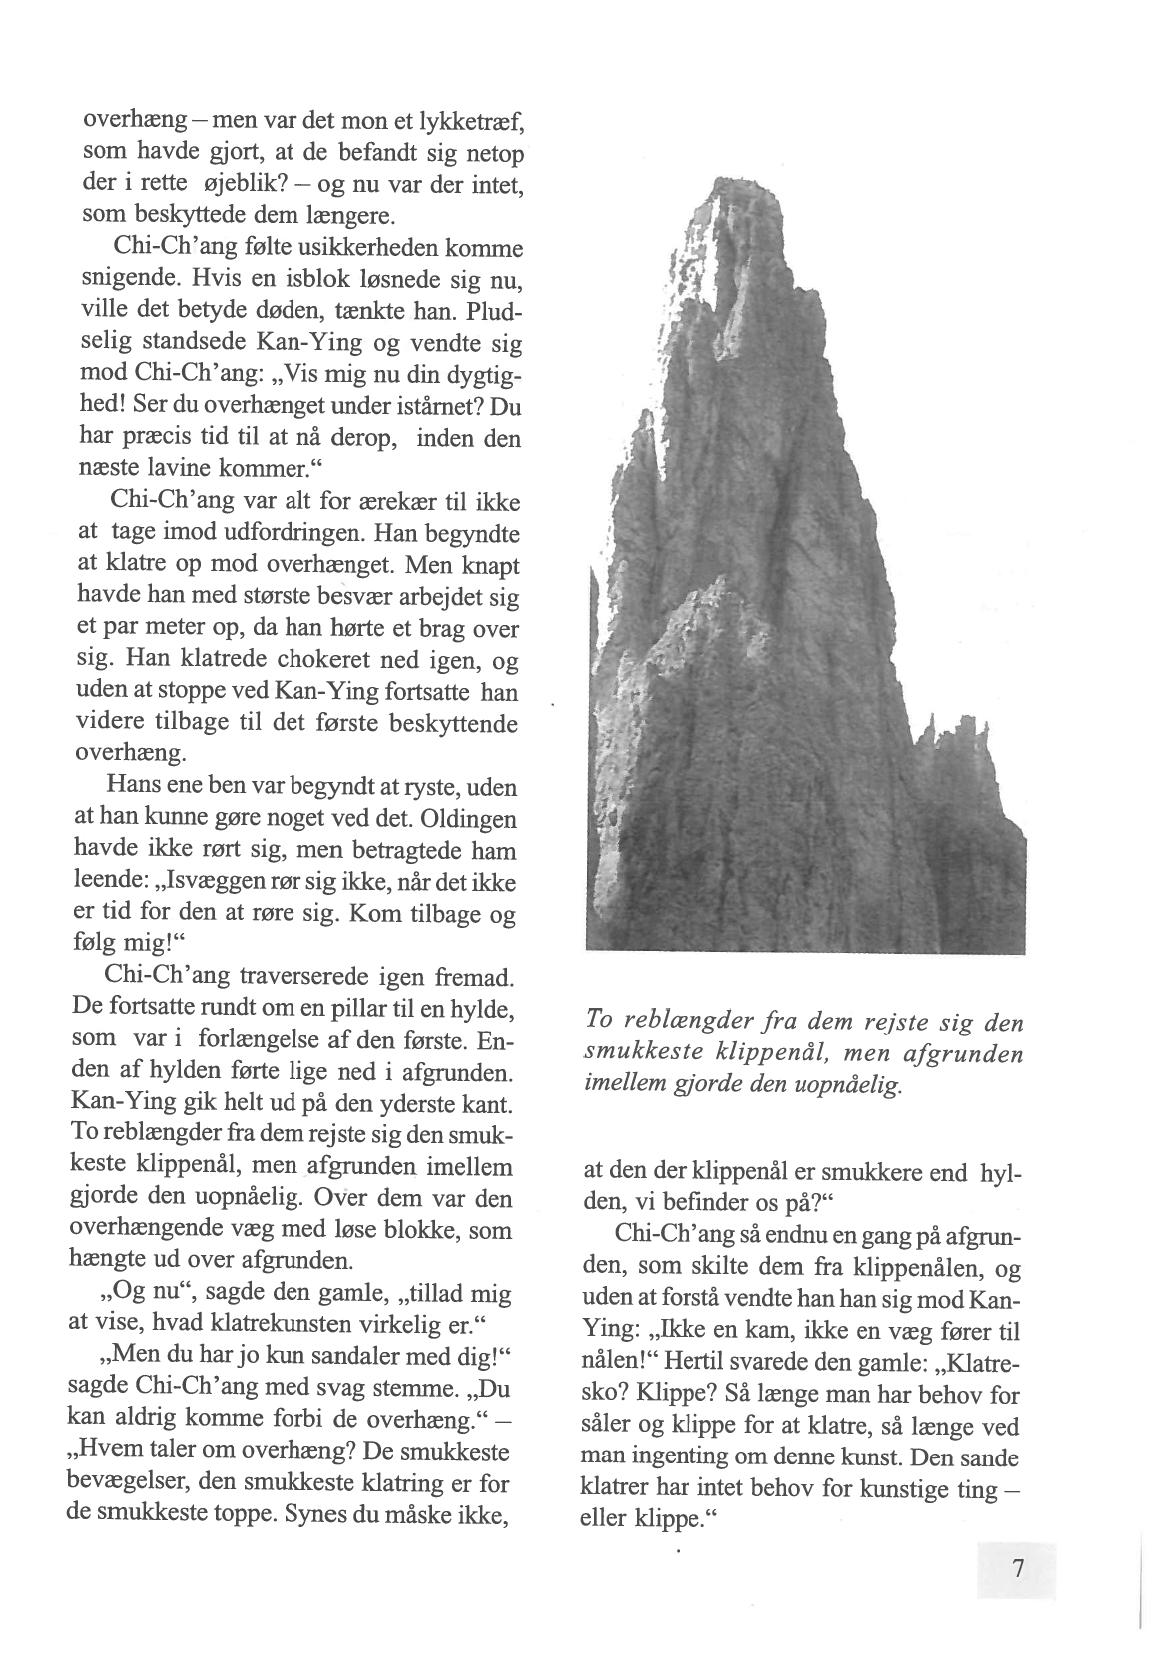 overhæng – men var det mon et lykketræf,
som havde gjort, at de befandt sig netop
der i rette øjeblik? – og nu var der intet,
som beskyttede dem længere.
Chi-Ch’ang følte usikkerheden komme
snigende. Hvis en isblok løsnede sig nu,
ville det betyde døden, tænkte han. Plud-
selig standsede Kan-Ying og vendte sig
mod Chi-Ch’ang: „Vis mig nu din dygtig-
hed! Ser du overhænget under istårnet? Du
har præcis tid til at nå derop, inden den
næste lavine kommer.“
Chi-Ch’ang var alt for ærekær til ikke
at tage imod udfordringen. Han begyndte
at klatre op mod overhænget. Men knapt
havde han med største besvær arbejdet sig
et par meter op, da han hørte et brag over
sig. Han klatrede chokeret ned igen, og
uden at stoppe ved Kan-Ying fortsatte han
videre tilbage til det første beskyttende
overhæng.
Hans ene ben var begyndt at ryste, uden
at han kunne gøre noget ved det. Oldingen
havde ikke rørt sig, men betragtede ham
leende: „Isvæggen rør sig ikke, når det ikke
er tid for den at røre sig. Kom tilbage og
følg mig!“
Chi-Ch’ang traverserede igen fremad.
De fortsatte rundt om en pillar til en hylde,
som var i forlængelse af den første. En-
den af hylden førte lige ned i afgrunden.
Kan-Ying gik helt ud på den yderste kant.
To reblængder fra dem rejste sig den smuk-
keste klippenål, men afgrunden imellem
gjorde den uopnåelig. Over dem var den
overhængende væg med løse blokke, som
hængte ud over afgrunden.
„Og nu“, sagde den gamle, „tillad mig
at vise, hvad klatrekunsten virkelig er.“
„Men du har jo kun sandaler med dig!“
sagde Chi-Ch’ang med svag stemme. „Du
kan aldrig komme forbi de overhæng.“ –
„Hvem taler om overhæng? De smukkeste
bevægelser, den smukkeste klatring er for
de smukkeste toppe. Synes du måske ikke,
To reblængder fra dem rejste sig den
smukkeste klippenål, men afgrunden
imellem gjorde den uopnåelig.
at den der klippenål er smukkere end hyl-
den, vi befinder os på?“
Chi-Ch’ang så endnu en gang på afgrun-
den, som skilte dem fra klippenålen, og
uden at forstå vendte han han sig mod Kan-
Ying: „Ikke en kam, ikke en væg fører til
nålen!“ Hertil svarede den gamle: „Klatre-
sko? Klippe? Så længe man har behov for
såler og klippe for at klatre, så længe ved
man ingenting om denne kunst. Den sande
klatrer har intet behov for kunstige ting –
eller klippe.“
7